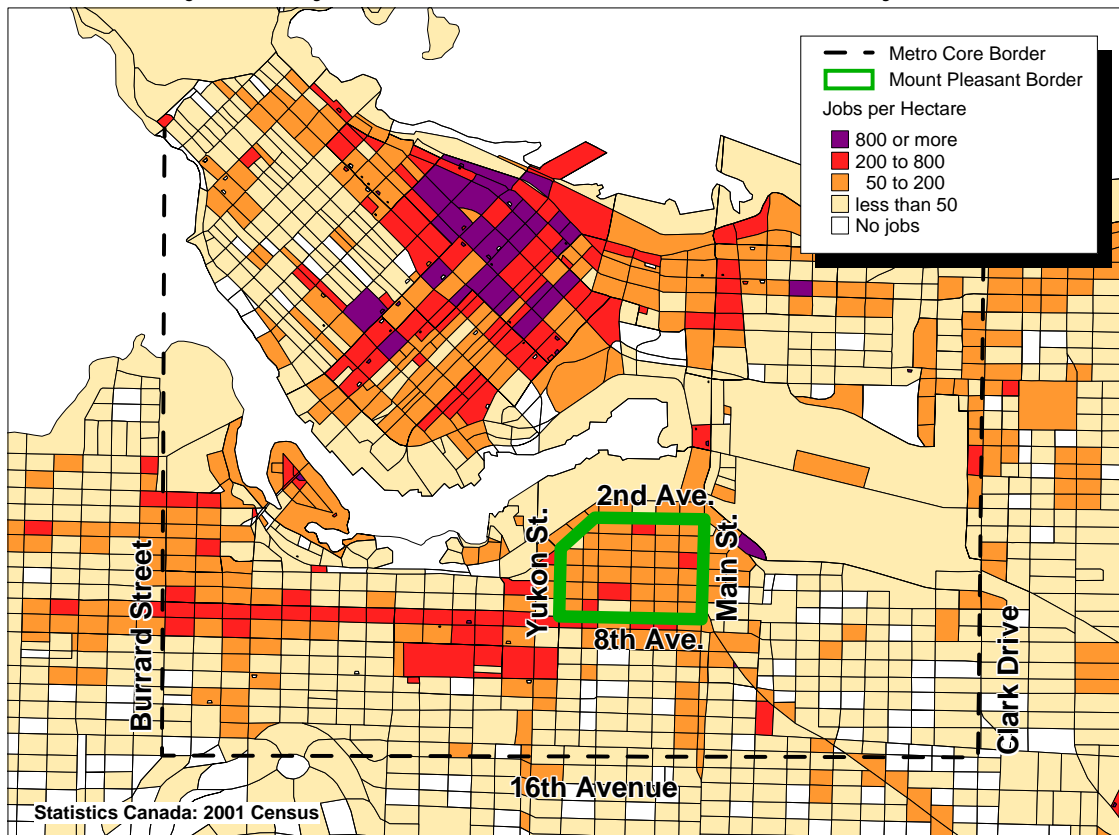 Metro Core Border
Mount Pleasant Border
Jobs per Hectare
800 or more
200 to 800
50 to 200
less than 50
No jobs
2nd Ave.
Yukon St.
Main St.
8th Ave.
Burrard Street
Clark Drive
16th Avenue
Statistics Canada: 2001 Census